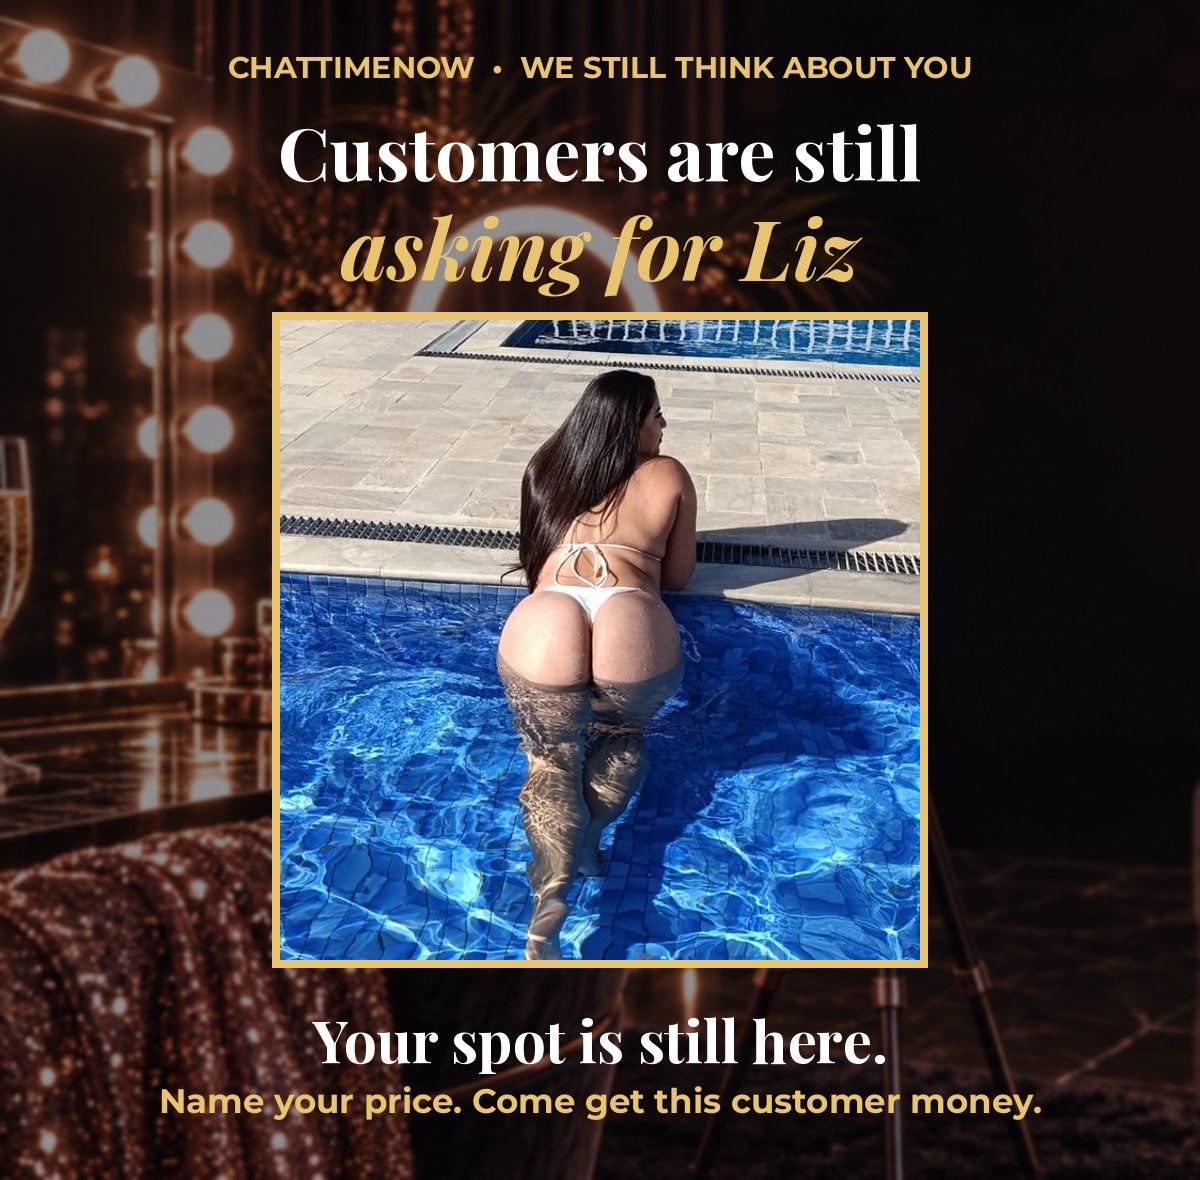 CHATTIMENOW • WE STILL THINK ABOUT YOU
Customers are still
asking for Liz
Your spot is still here.
Name your price. Come get this customer money.